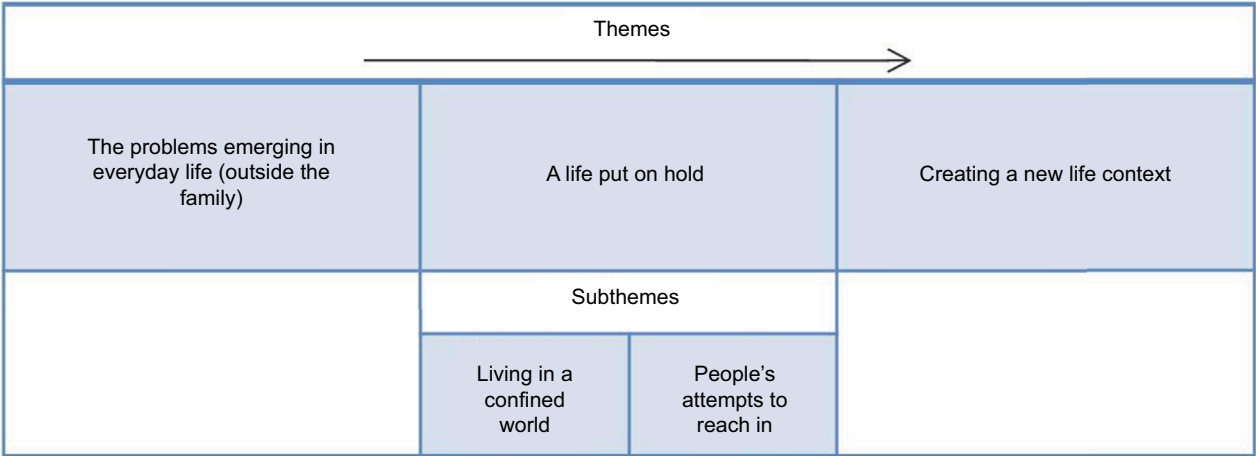 Themes
The problems emerging in
everyday life (outside the
family)
A life put on hold
Creating a new life context
Subthemes
Living in a
confined
world
People’s
attempts to
reach in